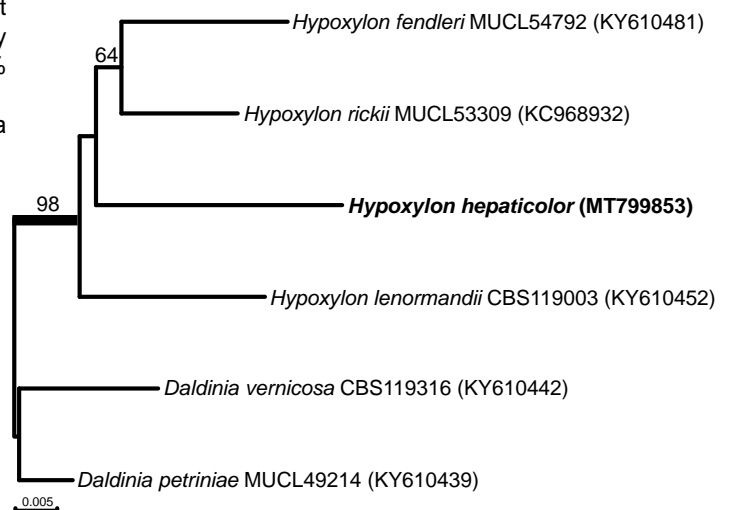 t
y
%
a
Hypoxylon fendleri MUCL54792 (KY610481)
64
Hypoxylon rickii MUCL53309 (KC968932)
98
Hypoxylon hepaticolor (MT799853)
Hypoxylon lenormandii CBS119003 (KY610452)
Daldinia vernicosa CBS119316 (KY610442)
Daldinia petriniae MUCL49214 (KY610439)
0.005